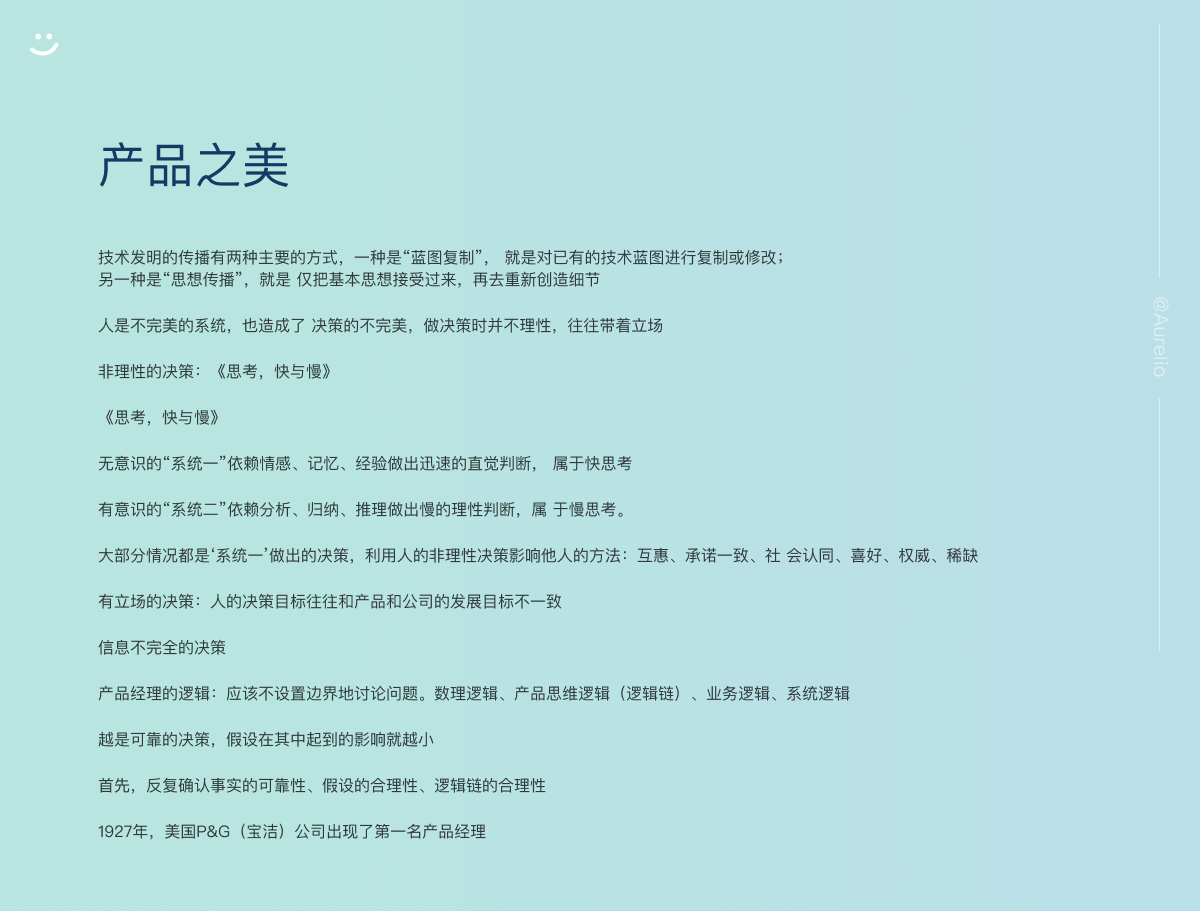 产品之美
技术发明的传播有两种主要的方式，一种是“蓝图复制”， 就是对已有的技术蓝图进行复制或修改；
另一种是“思想传播”，就是 仅把基本思想接受过来，再去重新创造细节
人是不完美的系统，也造成了 决策的不完美，做决策时并不理性，往往带着立场
非理性的决策：《思考，快与慢》
《思考，快与慢》
无意识的“系统一”依赖情感、记忆、经验做出迅速的直觉判断， 属于快思考
有意识的“系统二”依赖分析、归纳、推理做出慢的理性判断，属 于慢思考。
大部分情况都是‘系统一’做出的决策，利用人的非理性决策影响他人的方法：互惠、承诺一致、社 会认同、喜好、权威、稀缺
有立场的决策：人的决策目标往往和产品和公司的发展目标不一致
信息不完全的决策
产品经理的逻辑：应该不设置边界地讨论问题。数理逻辑、产品思维逻辑（逻辑链）、业务逻辑、系统逻辑
越是可靠的决策，假设在其中起到的影响就越小
首先，反复确认事实的可靠性、假设的合理性、逻辑链的合理性
1927年，美国P&G（宝洁）公司出现了第一名产品经理
@Aurelio